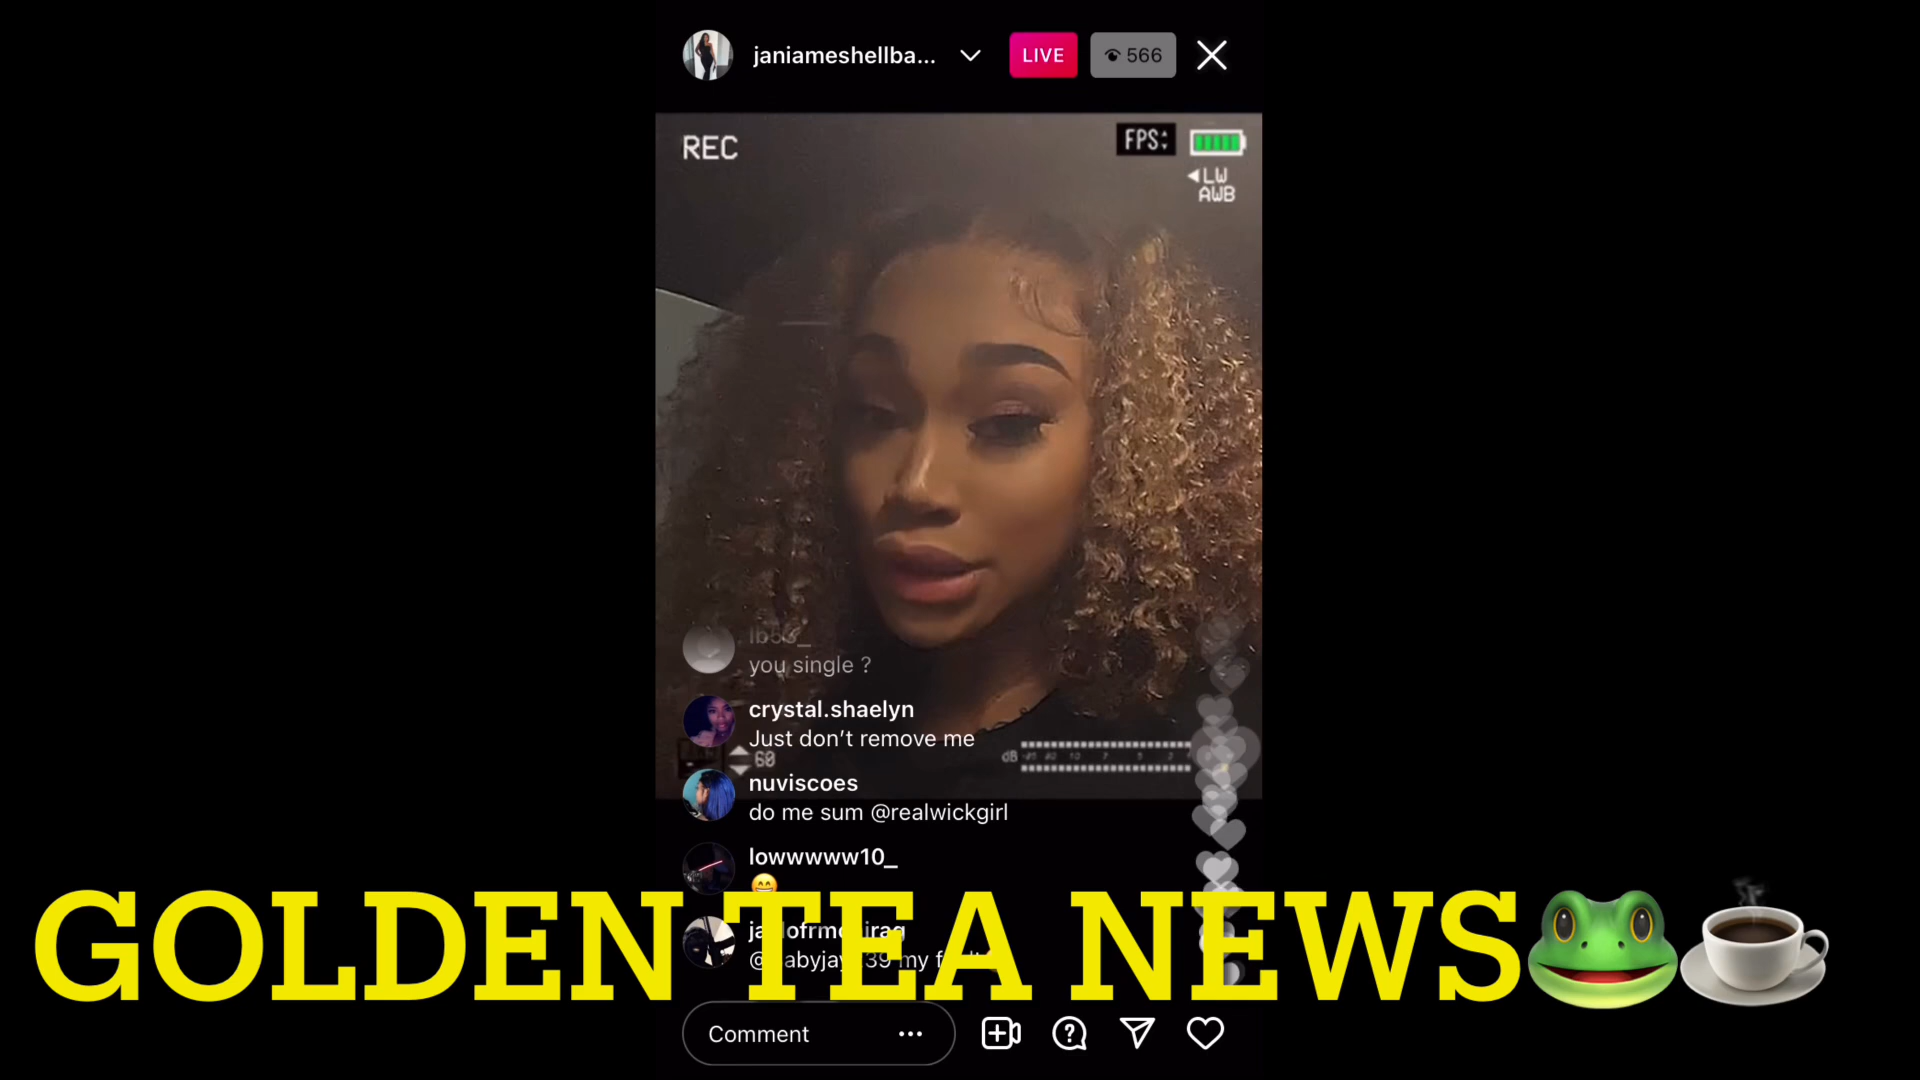 janiameshellba...
LIVE
566
REC
FPS
LW
AWB
you single ?
crystal.shaelyn
Just don’t remove me
60
dB
nuviscoes
do me sum @realwickgirl
lowwwww10_
GOLDEN TEA NEWS
Comment